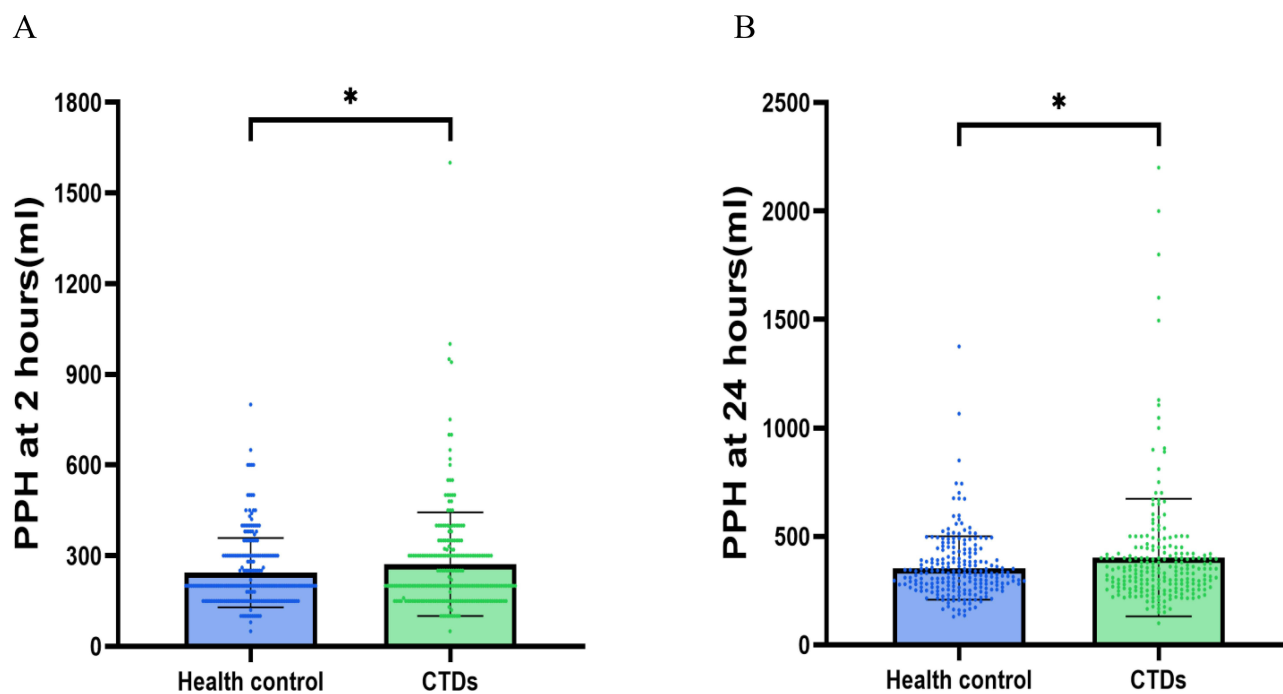 A
PPH at 2 hours(ml)
1800
1500
1200
900
600
300
0
*
Health control
CTDs
B
PPH at 24 hours(ml)
2500
2000
1500
1000
500
0
*
Health control
CTDs